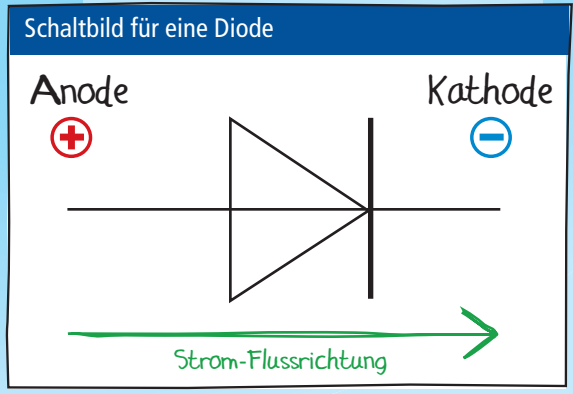 Schaltbild für eine Diode
Anode Kathode
+ −
Strom-Flussrichtung